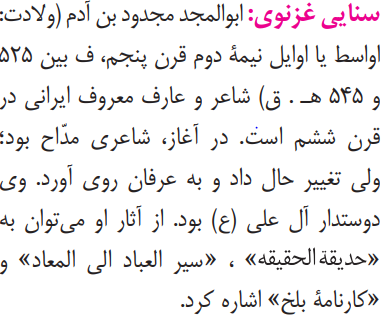 سنایی غزنوی: ابوالمجد مجدود بن آدم (ولادت:
اواسط یا اوایل نیمهٔ دوم قرن پنجم، ف بین ۵۲۵
و ۵۴۵ هـ . ق) شاعر و عارف معروف ایرانی در
قرن ششم است. در آغاز، شاعری مدّاح بود؛
ولی تغییر حال داد و به عرفان روی آورد. وی
دوستدار آل علی (ع) بود. از آثار او می‌توان به
«حدیقة الحقیقه» ، «سیر العباد الی المعاد» و
«کارنامهٔ بلخ» اشاره کرد.